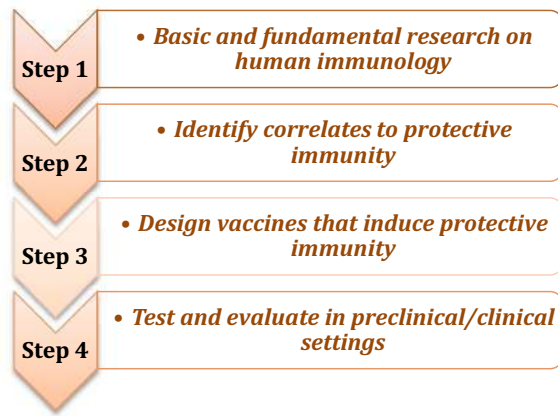 Step 1
• Basic and fundamental research on
human immunology
Step 2
• Identify correlates to protective
immunity
Step 3
• Design vaccines that induce protective
immunity
Step 4
• Test and evaluate in preclinical/clinical
settings